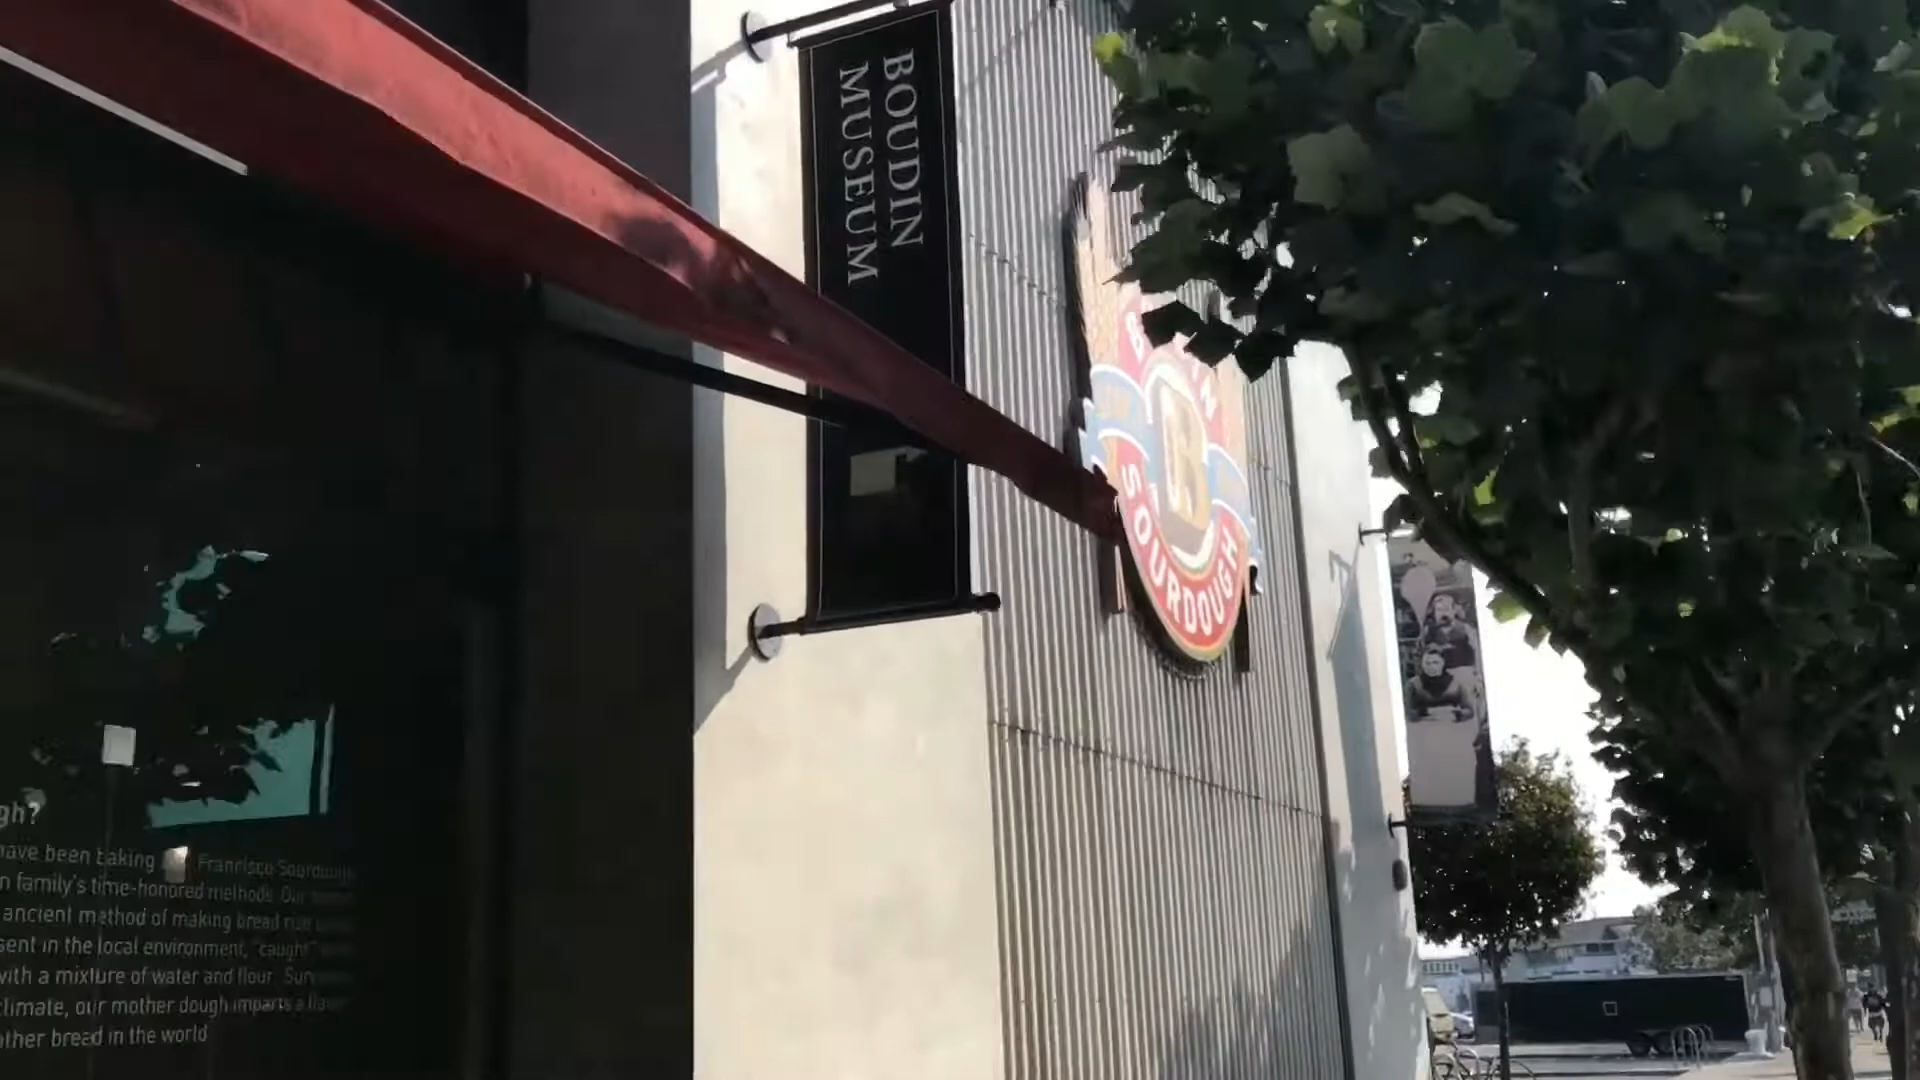 BOUDIN
MUSEUM
SOURDOUGH
gh?
have been baking Francisco Sourdough
n family's time-honored methods. Our
ancient method of making bread rise
sent in the local environment, "caught"
with a mixture of water and flour.
climate, our mother dough imparts a
other bread in the world